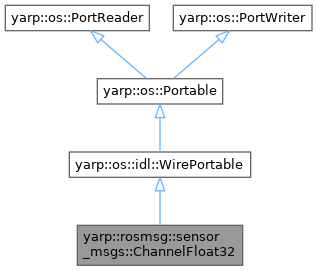 yarp::os::PortReader
yarp::os::PortWriter
yarp::os::Portable
yarp::os::idl::WirePortable
yarp::rosmsg::sensor
_msgs::ChannelFloat32